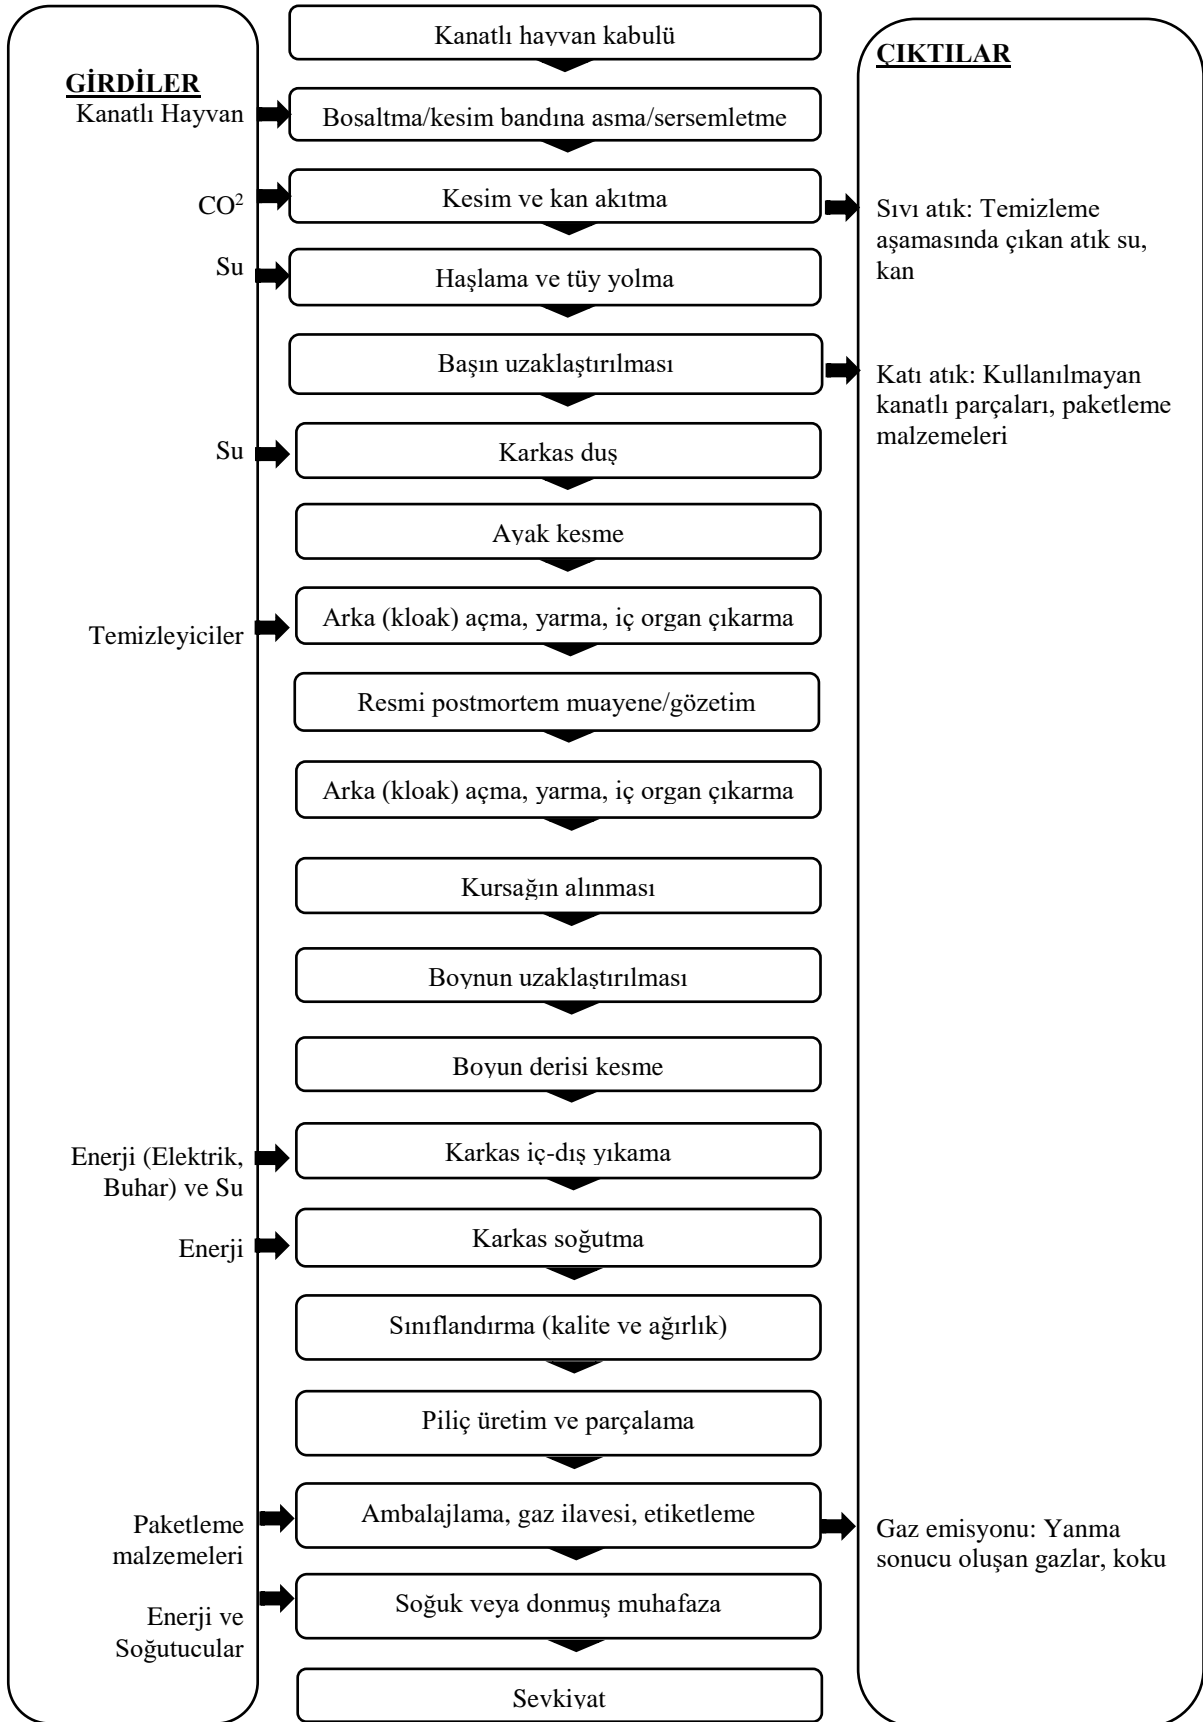 Kanatlı hayvan kabulü
ÇIKTILAR
GİRDİLER
Kanatlı Hayvan
Bosaltma/kesim bandına asma/sersemletme
CO²
Kesim ve kan akıtma
Sıvı atık: Temizleme
aşamasında çıkan atık su,
kan
Su
Haşlama ve tüy yolma
Başın uzaklaştırılması
Katı atık: Kullanılmayan
kanatlı parçaları, paketleme
malzemeleri
Su
Karkas duş
Ayak kesme
Temizleyiciler
Arka (kloak) açma, yarma, iç organ çıkarma
Resmi postmortem muayene/gözetim
Arka (kloak) açma, yarma, iç organ çıkarma
Kursağın alınması
Boynun uzaklaştırılması
Boyun derisi kesme
Enerji (Elektrik,
Buhar) ve Su
Karkas iç-dış yıkama
Enerji
Karkas soğutma
Sınıflandırma (kalite ve ağırlık)
Piliç üretim ve parçalama
Paketleme
malzemeleri
Ambalajlama, gaz ilavesi, etiketleme
Gaz emisyonu: Yanma
sonucu oluşan gazlar, koku
Enerji ve
Soğutucular
Soğuk veya donmuş muhafaza
Sevkiyat